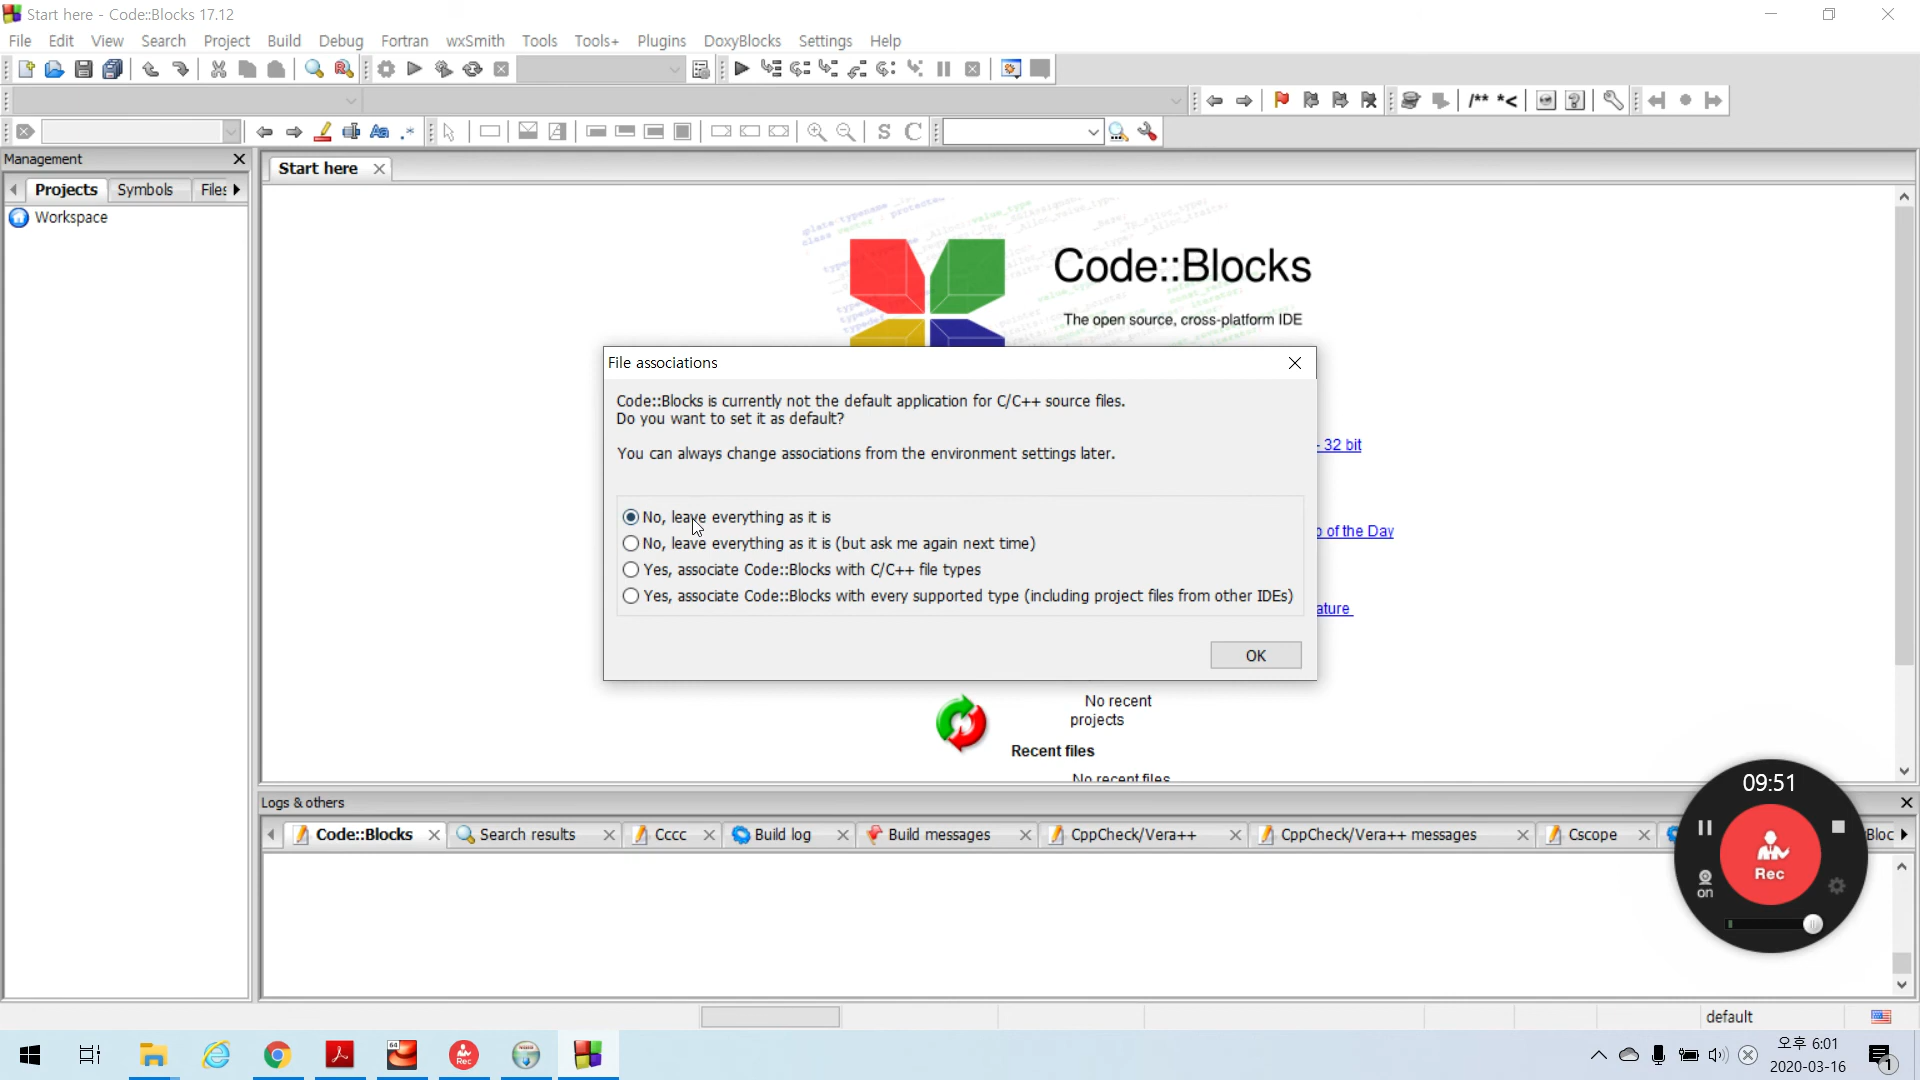 Start here - Code::Blocks 17.12
File Edit View Search Project Build Debug Fortran wxSmith Tools Tools+ Plugins DoxyBlocks Settings Help
/** *<
S C
Management
Start here
Projects Symbols Files
Workspace
Code::Blocks
The open source, cross-platform IDE
File associations
Code::Blocks is currently not the default application for C/C++ source files.
Do you want to set it as default?
You can always change associations from the environment settings later.
- 32 bit
No, leave everything as it is
of the Day
No, leave everything as it is (but ask me again next time)
Yes, associate Code::Blocks with C/C++ file types
Yes, associate Code::Blocks with every supported type (including project files from other IDEs)
ature
OK
No recent
projects
Recent files
No recent files
09:51
Logs & others
Code::Blocks Search results Cccc Build log Build messages CppCheck/Vera++ CppCheck/Vera++ messages Cscope Bloc
Rec
on
default
오후 6:01
2020-03-16
64
Rec
1